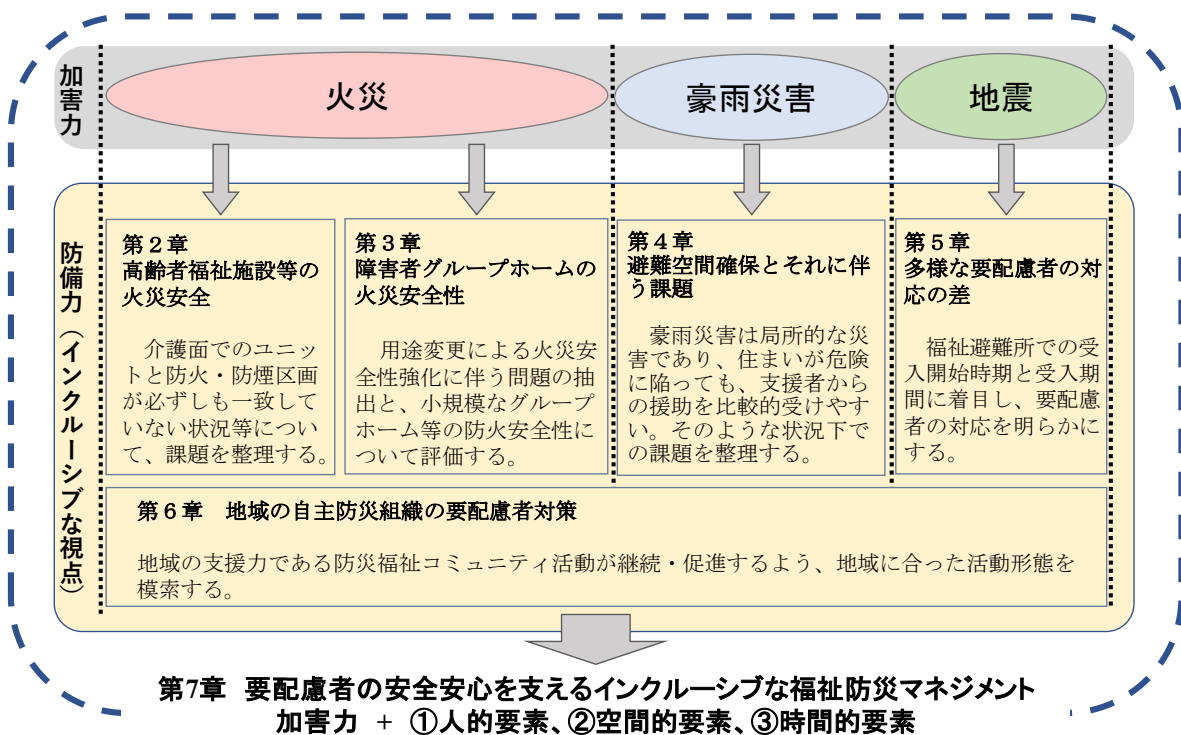 加害力
火災
豪雨災害
地震
防備力（インクルーシブな視点）
第２章
高齢者福祉施設等の
火災安全
介護面でのユニッ
トと防火・防煙区画
が必ずしも一致して
いない状況等につい
て、課題を整理する。
第３章
障害者グループホームの
火災安全性
用途変更による火災安
全性強化に伴う問題の抽
出と、小規模なグループ
ホーム等の防火安全性に
ついて評価する。
第４章
避難空間確保とそれに伴
う課題
豪雨災害は局所的な災
害であり、住まいが危険
に陥っても、支援者から
の援助を比較的受けやす
い。そのような状況下で
の課題を整理する。
第５章
多様な要配慮者の対
応の差
福祉避難所での受
入開始時期と受入期
間に着目し、要配慮
者の対応を明らかに
する。
第６章　地域の自主防災組織の要配慮者対策
地域の支援力である防災福祉コミュニティ活動が継続・促進するよう、地域に合った活動形態を
模索する。
第7章　要配慮者の安全安心を支えるインクルーシブな福祉防災マネジメント
加害力 + ①人的要素、②空間的要素、③時間的要素